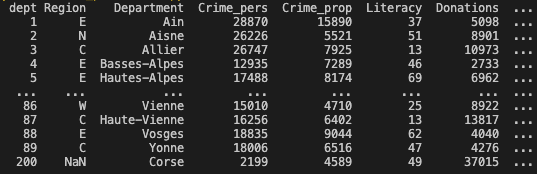 dept Region Department Crime_pers Crime_prop Literacy Donations ...
1 E Ain 28870 15890 37 5098 ...
2 N Aisne 26226 5521 51 8901 ...
3 C Allier 26747 7925 13 10973 ...
4 E Basses-Alpes 12935 7289 46 2733 ...
5 E Hautes-Alpes 17488 8174 69 6962 ...
... ... ... ... ... ... ... ...
86 W Vienne 15010 4710 25 8922 ...
87 C Haute-Vienne 16256 6402 13 13817 ...
88 E Vosges 18835 9044 62 4040 ...
89 C Yonne 18006 6516 47 4276 ...
200 NaN Corse 2199 4589 49 37015 ...